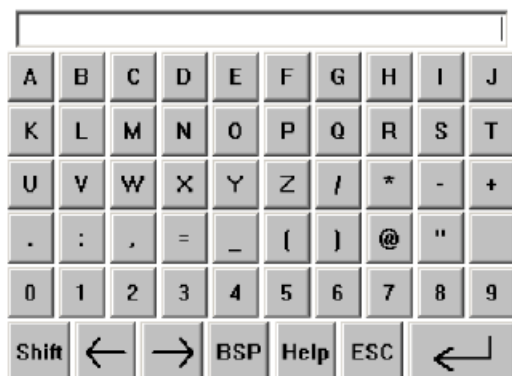 A B C D E F G H I J
K L M N O P Q R S T
U V W X Y Z / * - +
. : , = _ ( ) @ "
0 1 2 3 4 5 6 7 8 9
Shift ← → BSP Help ESC ↵